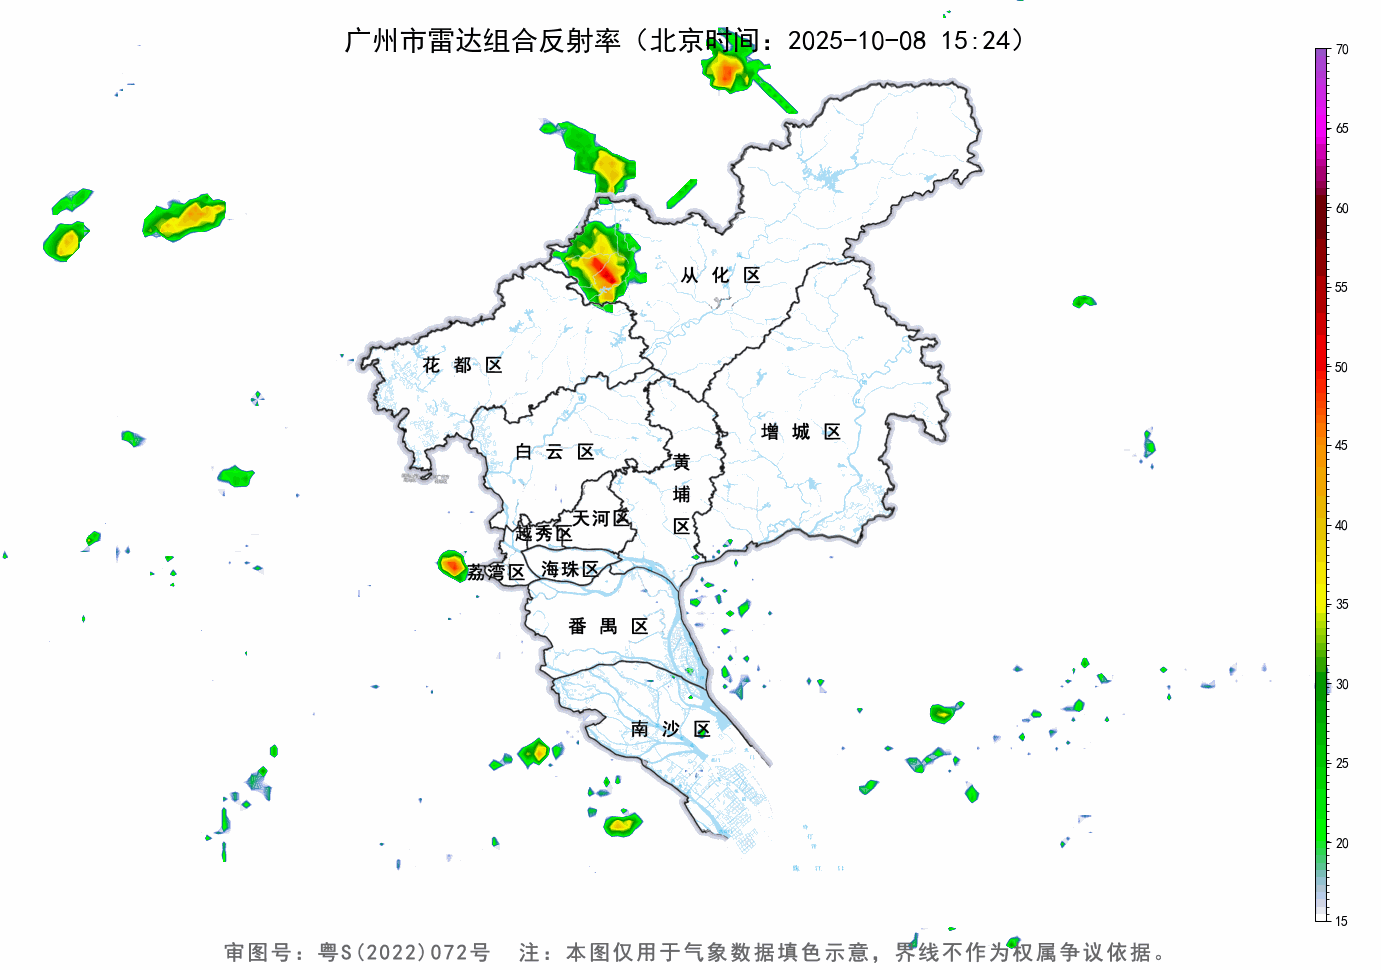 广州市雷达组合反射率（北京时间：2025-10-08 15:24）
70
65
60
55
50
45
40
35
30
25
20
15
从化区
花都区
增城区
白云区
黄埔区
天河区
越秀区
荔湾区
海珠区
番禺区
南沙区
审图号：粤S(2022)072号 注：本图仅用于气象数据填色示意，界线不作为权属争议依据。